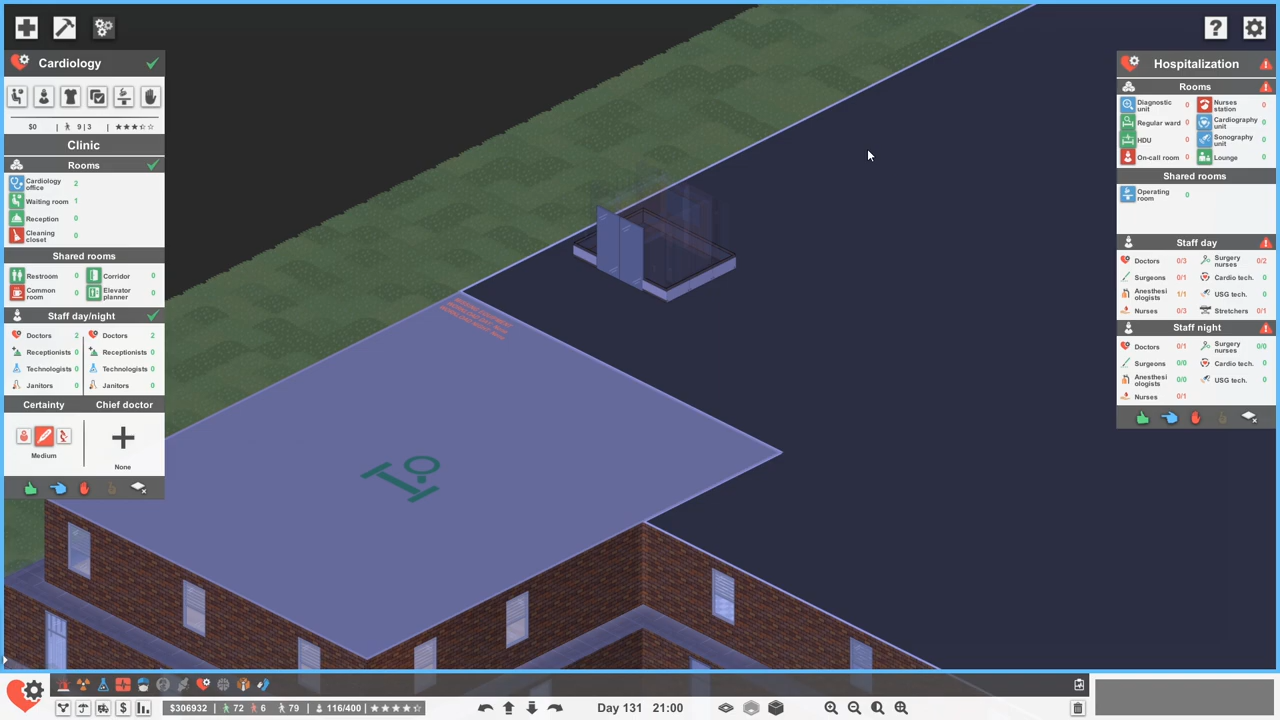 Cardiology
$0 | 9 | 3 |
Clinic
Rooms
Cardiology office 2
Waiting room 1
Reception 0
Cleaning closet 0
Shared rooms
Restroom 0 Corridor 0
Common room 0 Elevator planner 0
Staff day/night
Doctors 2 Doctors 2
Receptionists 0 Receptionists 0
Technologists 0 Technologists 0
Janitors 0 Janitors 0
Certainty Chief doctor
Medium None
?
Hospitalization
Rooms
Diagnostic unit 0 Nurses station 0
Regular ward 0 Cardiography unit 0
HDU 0 Sonography unit 0
On-call room 0 Lounge 0
Shared rooms
Operating room 0
Staff day
Doctors 0/3 Surgery nurses 0/2
Surgeons 0/1 Cardio tech. 0
Anesthesiologists 1/1 USG tech. 0
Nurses 0/3 Stretchers 0/1
Staff night
Doctors 0/1 Surgery nurses 0/0
Surgeons 0/0 Cardio tech. 0
Anesthesiologists 0/0 USG tech. 0
Nurses 0/1
MISSING EQUIPMENT
$306932 72 6 79 116/400
Day 131 21:00